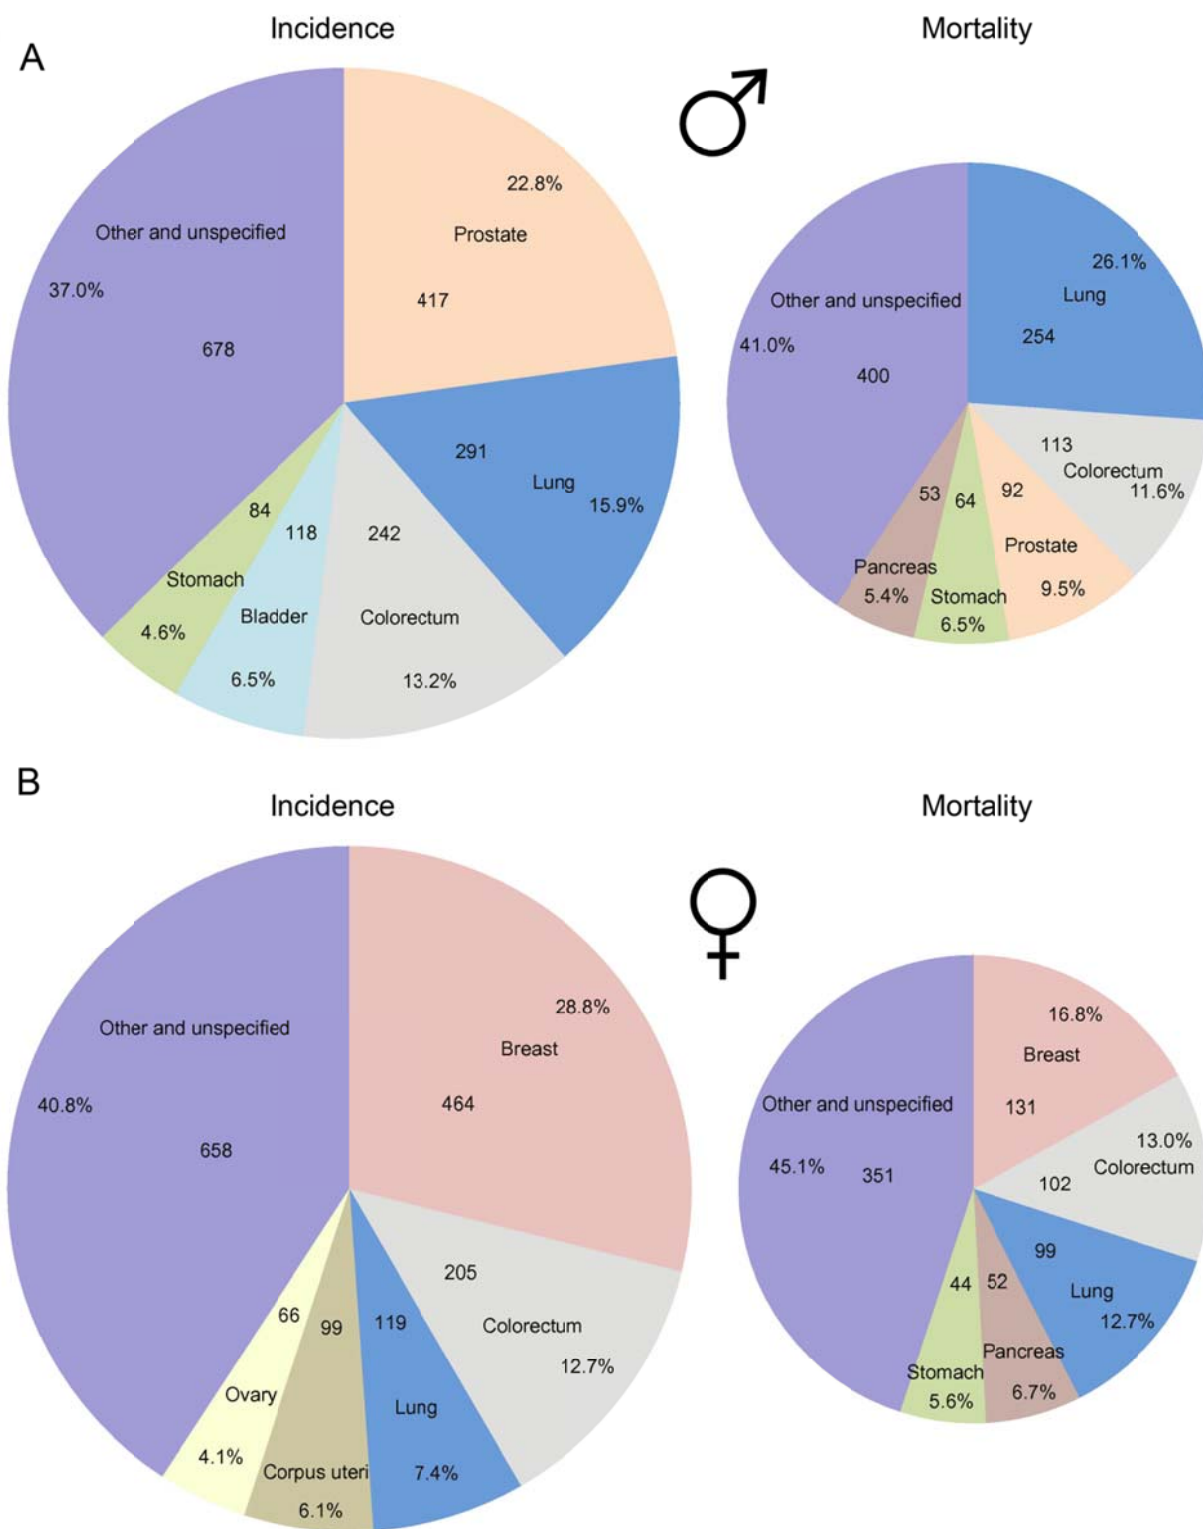 Incidence
Mortality
A
22.8%
Prostate
417
Other and unspecified
37.0%
678
291
Lung
15.9%
84
118
242
Stomach
Bladder
Colorectum
4.6%
6.5%
13.2%
26.1%
Lung
254
Other and unspecified
41.0%
400
113
Colorectum
11.6%
53
64
92
Prostate
9.5%
Pancreas
5.4%
Stomach
6.5%
B
Incidence
Mortality
28.8%
Breast
464
Other and unspecified
40.8%
658
205
Colorectum
12.7%
66
99
119
Ovary
Lung
4.1%
Corpus uteri
7.4%
6.1%
16.8%
Breast
131
Other and unspecified
45.1%
351
13.0%
Colorectum
102
99
Lung
12.7%
44
52
Pancreas
6.7%
Stomach
5.6%